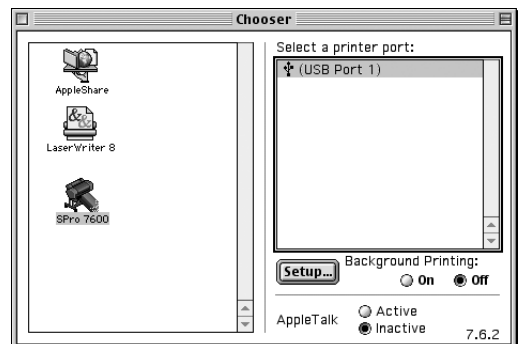 Chooser
AppleShare
LaserWriter 8
SPro 7600
Select a printer port:
(USB Port 1)
Setup...
Background Printing:
On Off
AppleTalk
Active
Inactive
7.6.2